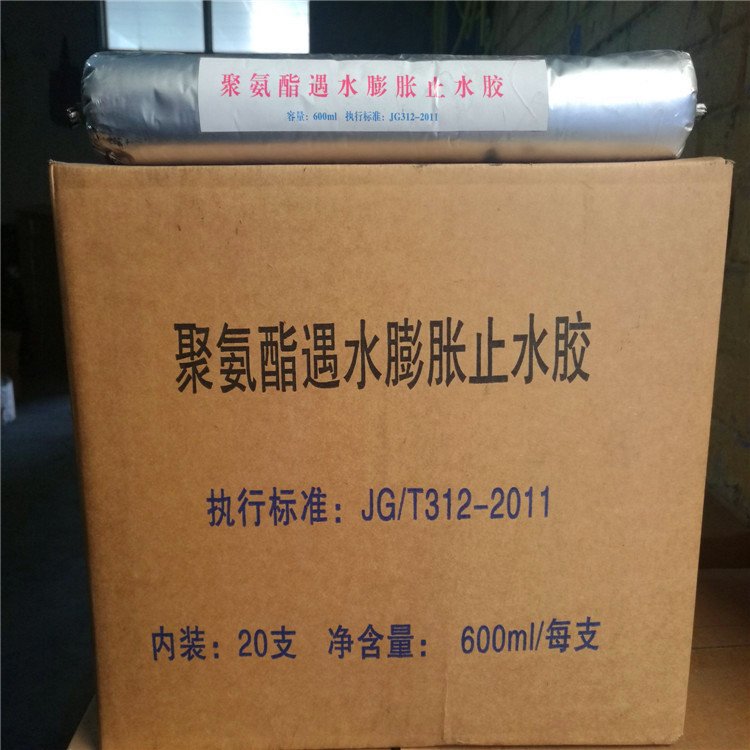 聚氨酯遇水膨胀止水胶
容量：600ml 执行标准：JG312-2011
聚氨酯遇水膨胀止水胶
执行标准：JG/T312-2011
内装：20支 净含量：600ml/每支